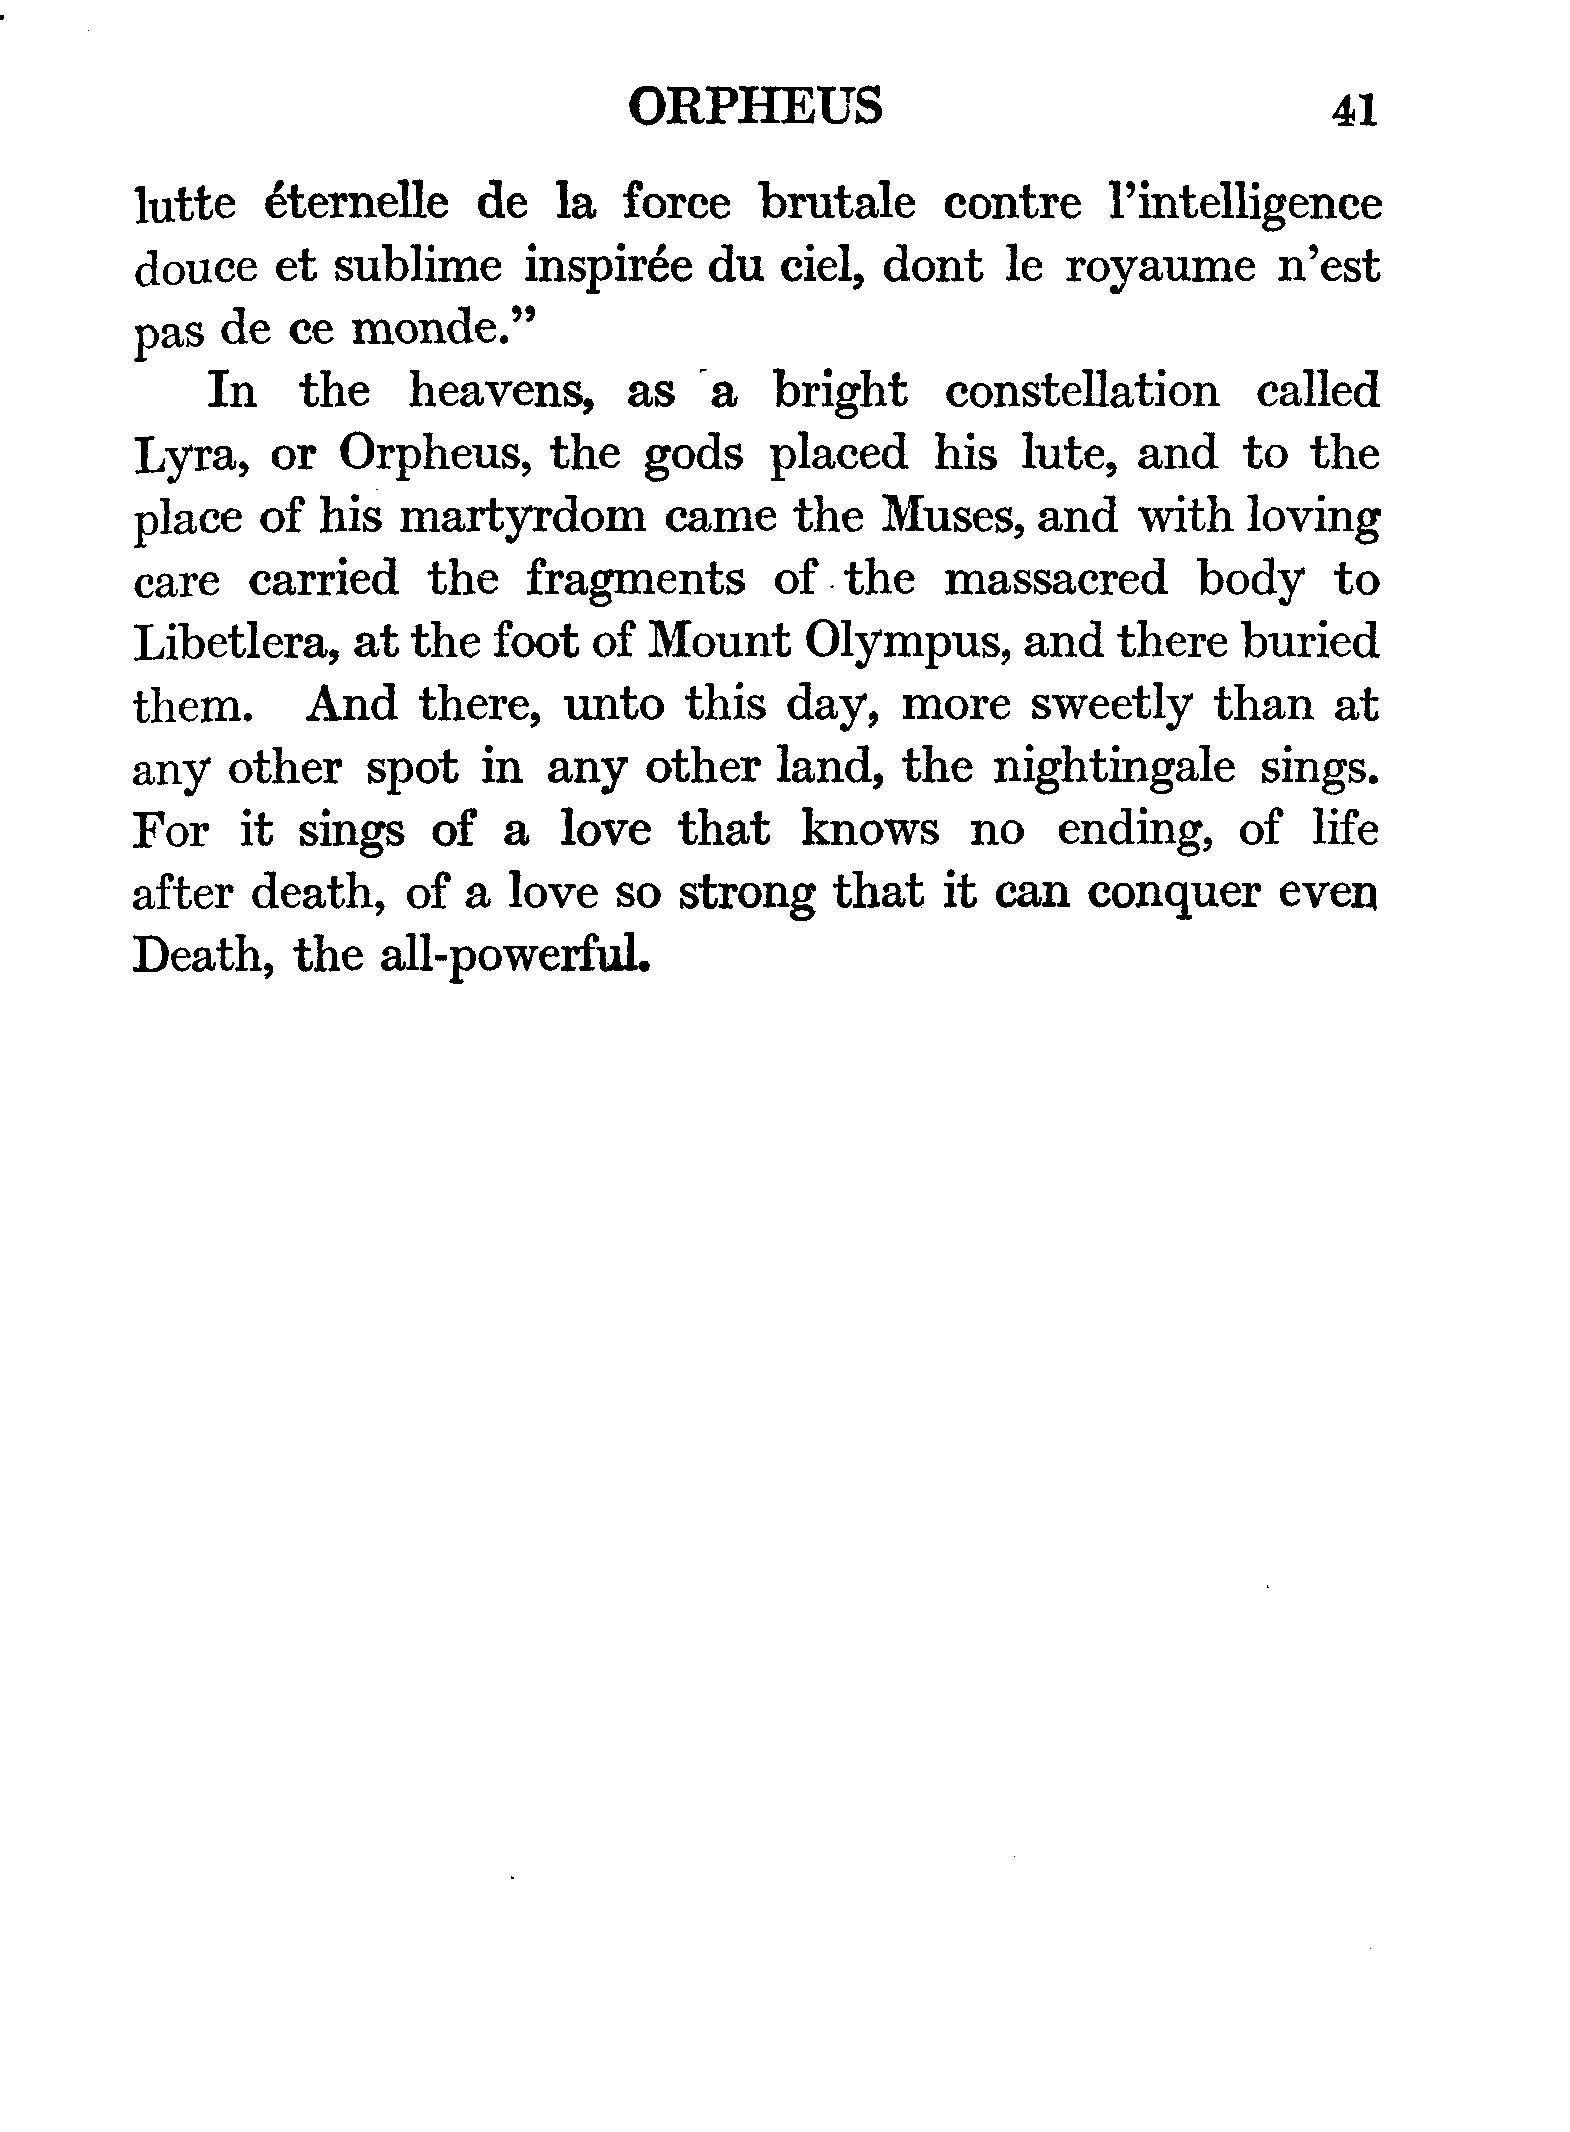 ORPHEUS 41
lutte éternelle de la force brutale contre l'intelligence
douce et sublime inspirée du ciel, dont le royaume n'est
pas de ce monde."
In the heavens, as a bright constellation called
Lyra, or Orpheus, the gods placed his lute, and to the
place of his martyrdom came the Muses, and with loving
care carried the fragments of the massacred body to
Libetlera, at the foot of Mount Olympus, and there buried
them. And there, unto this day, more sweetly than at
any other spot in any other land, the nightingale sings.
For it sings of a love that knows no ending, of life
after death, of a love so strong that it can conquer even
Death, the all-powerful.